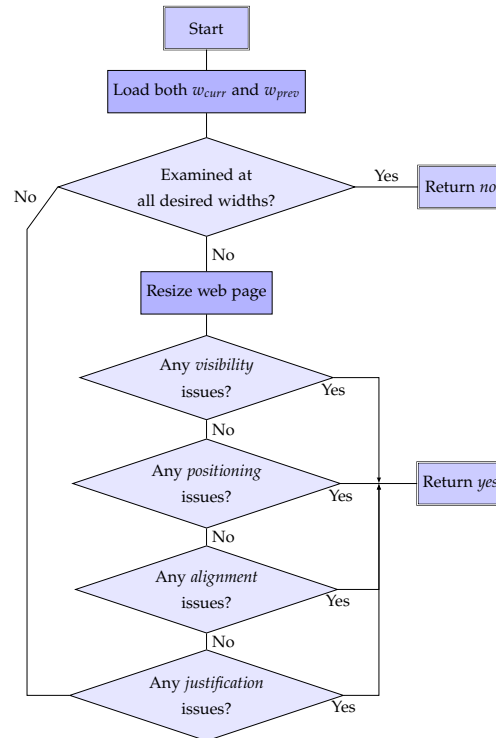 Start
Load both w_curr and w_prev
Examined at
all desired widths?
Yes
Return no
No
No
Resize web page
Any visibility
issues?
Yes
No
Any positioning
issues?
Yes
Return yes
No
Any alignment
issues?
Yes
No
Any justification
issues?
Yes